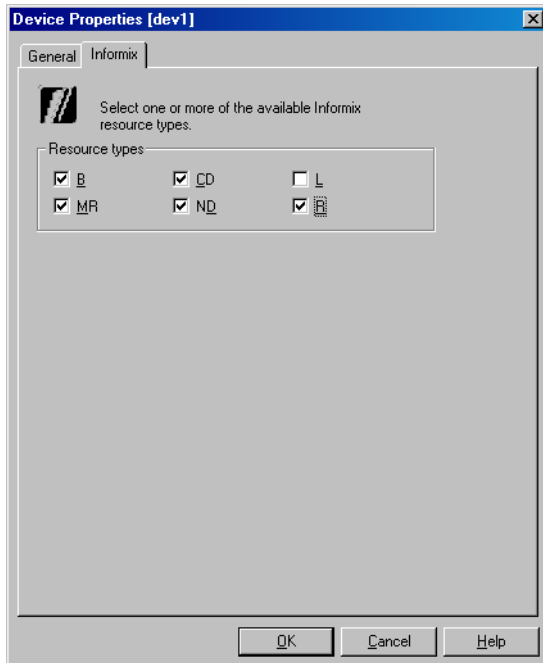 Device Properties [dev1]
General Informix
Select one or more of the available Informix
resource types.
Resource types
B CD L
MR ND R
OK Cancel Help